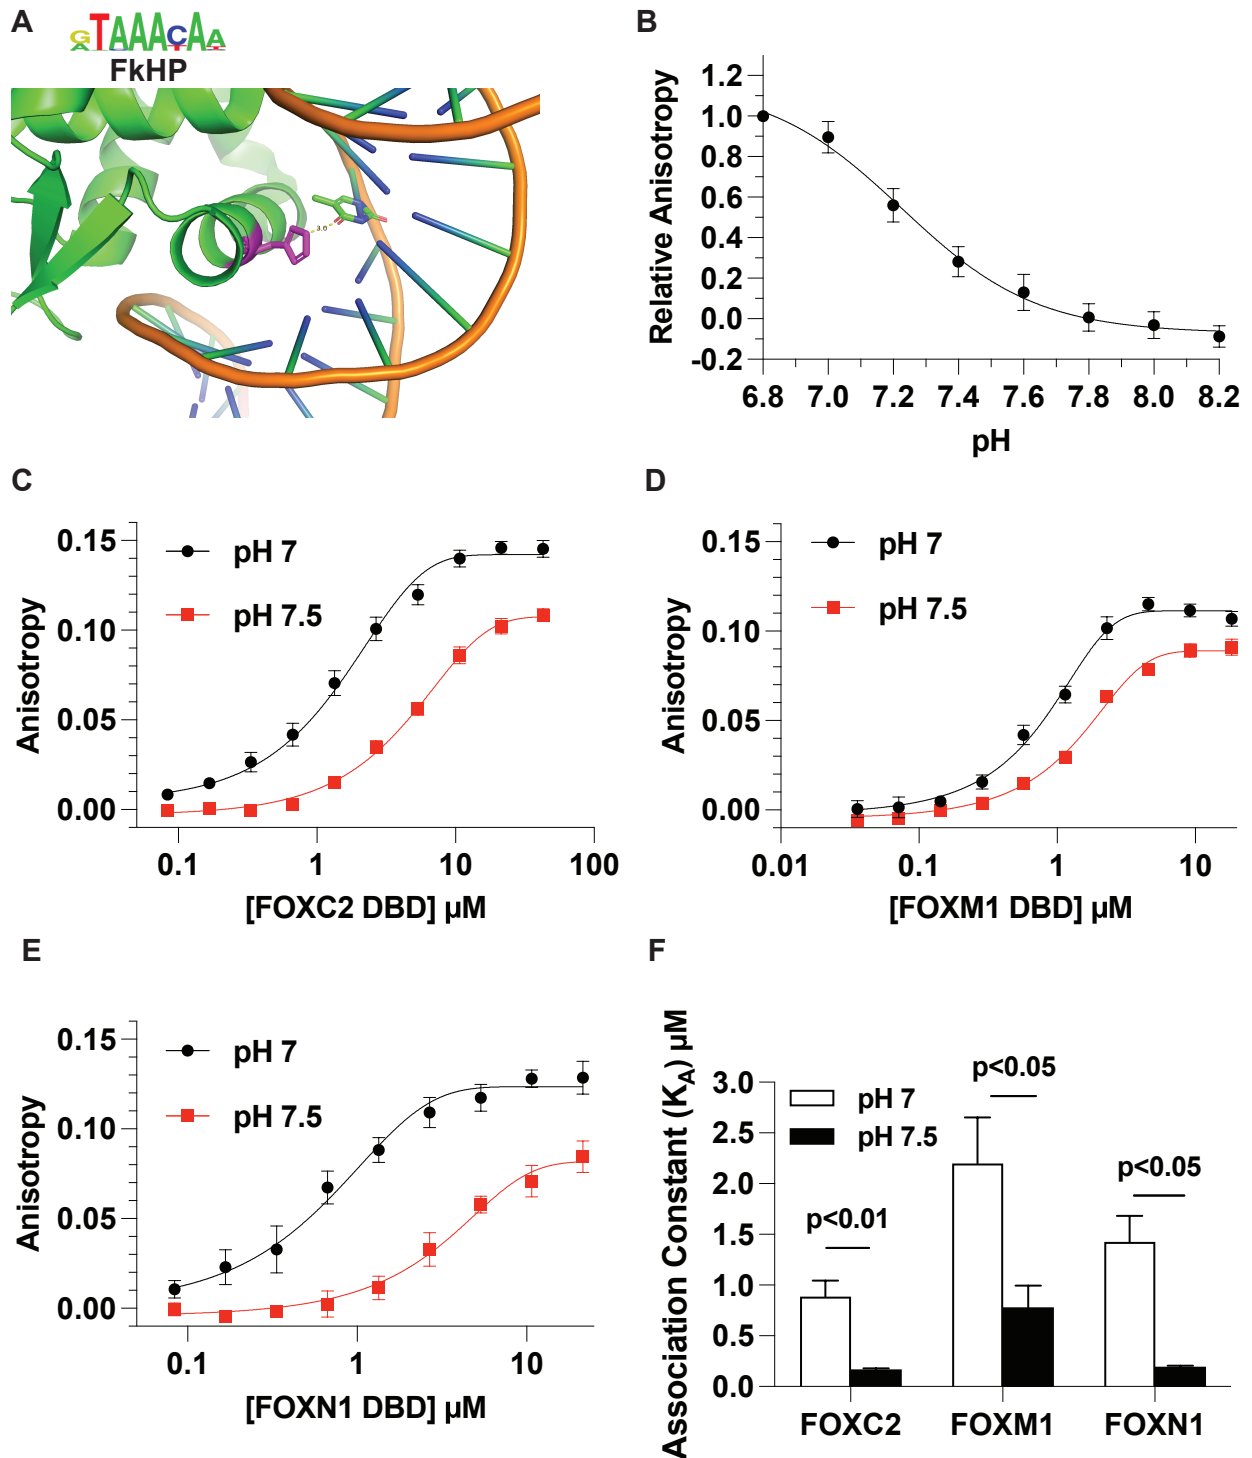 A
GTAAACAA
FkHP
3.0
B
Relative Anisotropy
1.2
1.0
0.8
0.6
0.4
0.2
0.0
-0.2
6.8 7.0 7.2 7.4 7.6 7.8 8.0 8.2
pH
C
Anisotropy
0.15
0.10
0.05
0.00
pH 7
pH 7.5
0.1 1 10 100
[FOXC2 DBD] µM
D
Anisotropy
0.15
0.10
0.05
0.00
pH 7
pH 7.5
0.01 0.1 1 10
[FOXM1 DBD] µM
E
Anisotropy
0.15
0.10
0.05
0.00
pH 7
pH 7.5
0.1 1 10
[FOXN1 DBD] µM
F
Association Constant (K_A) µM
3.0
2.5
2.0
1.5
1.0
0.5
0.0
pH 7
pH 7.5
p<0.01
p<0.05
p<0.05
FOXC2 FOXM1 FOXN1